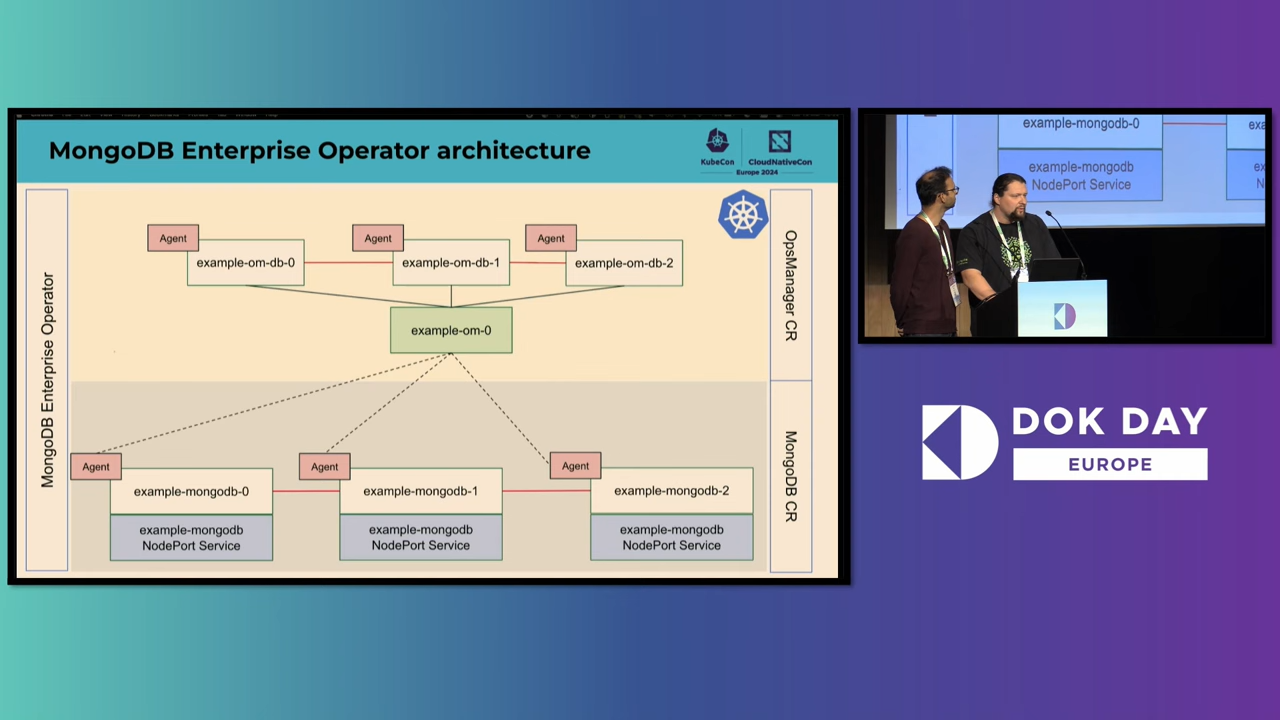 MongoDB Enterprise Operator architecture
KubeCon
CloudNativeCon
Europe 2024
MongoDB Enterprise Operator
Agent
example-om-db-0
Agent
example-om-db-1
Agent
example-om-db-2
example-om-0
OpsManager CR
Agent
example-mongodb-0
example-mongodb
NodePort Service
Agent
example-mongodb-1
example-mongodb
NodePort Service
Agent
example-mongodb-2
example-mongodb
NodePort Service
MongoDB CR
example-mongodb-0
example-mongodb
NodePort Service
DOK DAY
EUROPE